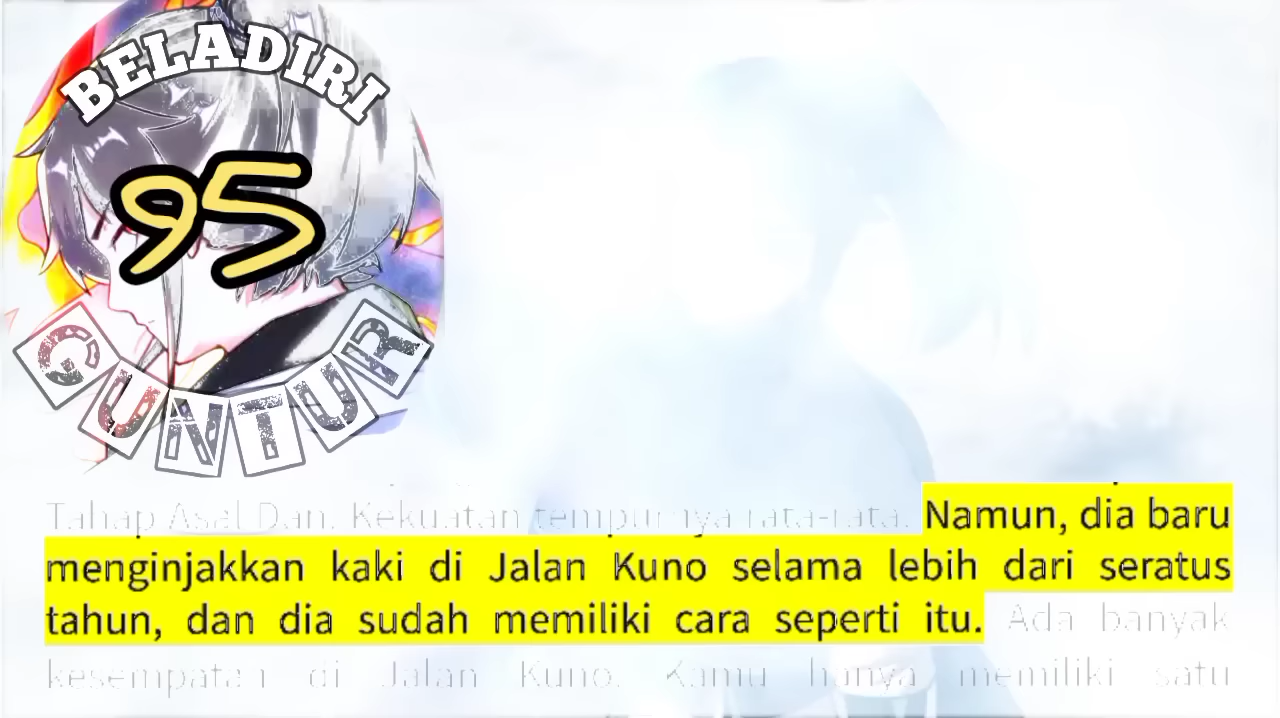 BELADIRI
95
GUNTUR
Tahap Asal Dan. Kekuatan tempurnya rata-rata. Namun, dia baru
menginjakkan kaki di Jalan Kuno selama lebih dari seratus
tahun, dan dia sudah memiliki cara seperti itu. Ada banyak
kesempatan di Jalan Kuno. Kamu hanya memiliki satu